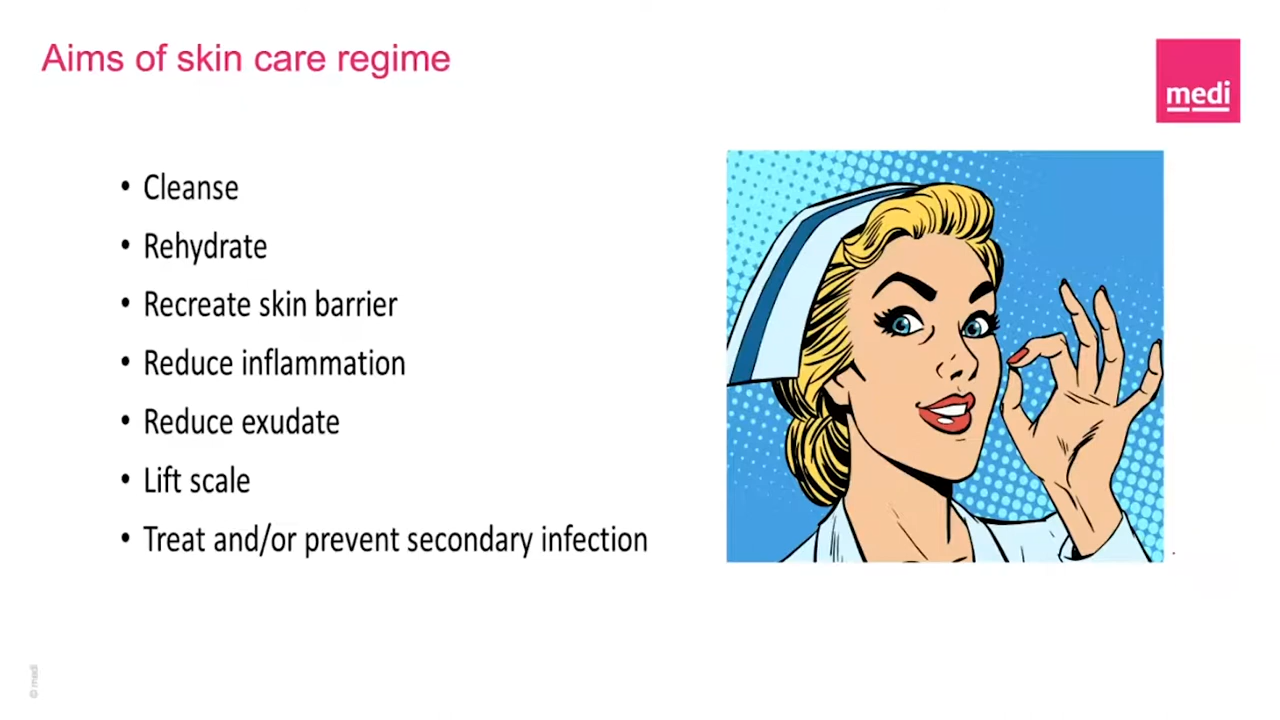 Aims of skin care regime
medi
• Cleanse
• Rehydrate
• Recreate skin barrier
• Reduce inflammation
• Reduce exudate
• Lift scale
• Treat and/or prevent secondary infection
© medi